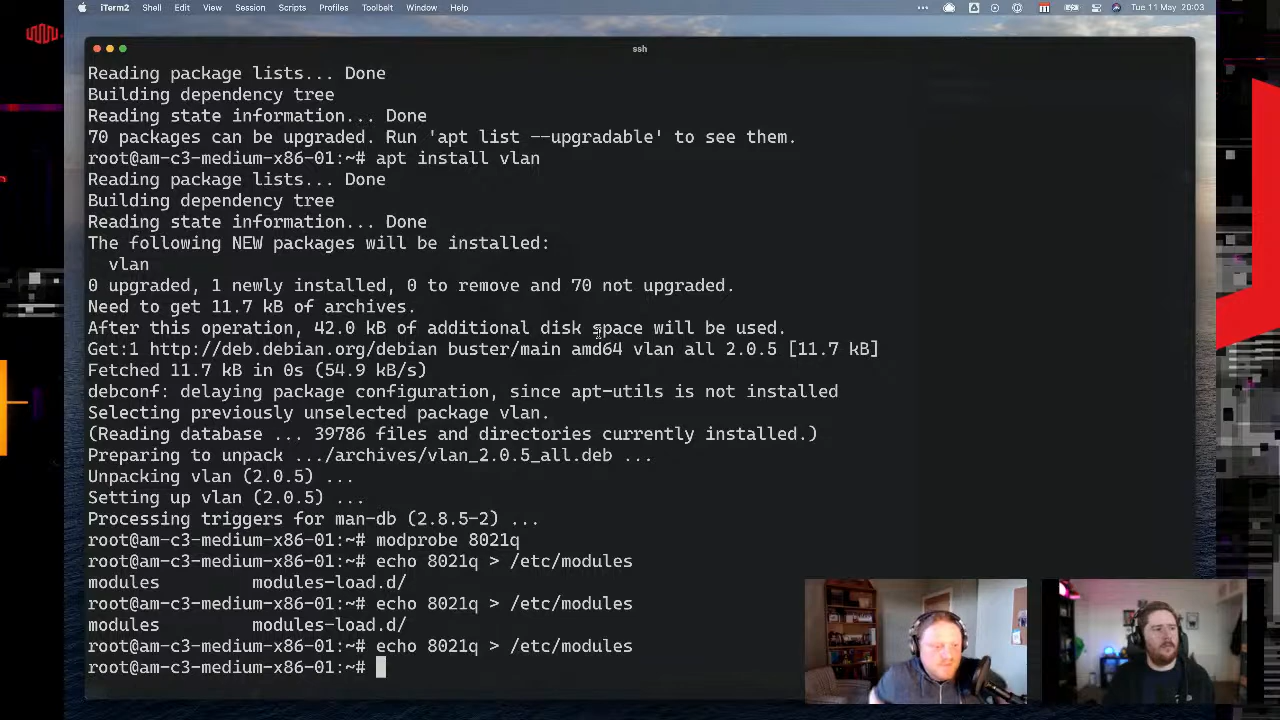 iTerm2 Shell Edit View Session Scripts Profiles Toolbelt Window Help Tue 11 May 20:03
ssh
Reading package lists... Done
Building dependency tree
Reading state information... Done
70 packages can be upgraded. Run 'apt list --upgradable' to see them.
root@am-c3-medium-x86-01:~# apt install vlan
Reading package lists... Done
Building dependency tree
Reading state information... Done
The following NEW packages will be installed:
vlan
0 upgraded, 1 newly installed, 0 to remove and 70 not upgraded.
Need to get 11.7 kB of archives.
After this operation, 42.0 kB of additional disk space will be used.
Get:1 http://deb.debian.org/debian buster/main amd64 vlan all 2.0.5 [11.7 kB]
Fetched 11.7 kB in 0s (54.9 kB/s)
debconf: delaying package configuration, since apt-utils is not installed
Selecting previously unselected package vlan.
(Reading database ... 39786 files and directories currently installed.)
Preparing to unpack .../archives/vlan_2.0.5_all.deb ...
Unpacking vlan (2.0.5) ...
Setting up vlan (2.0.5) ...
Processing triggers for man-db (2.8.5-2) ...
root@am-c3-medium-x86-01:~# modprobe 8021q
root@am-c3-medium-x86-01:~# echo 8021q > /etc/modules
modules modules-load.d/
root@am-c3-medium-x86-01:~# echo 8021q > /etc/modules
modules modules-load.d/
root@am-c3-medium-x86-01:~# echo 8021q > /etc/modules
root@am-c3-medium-x86-01:~#